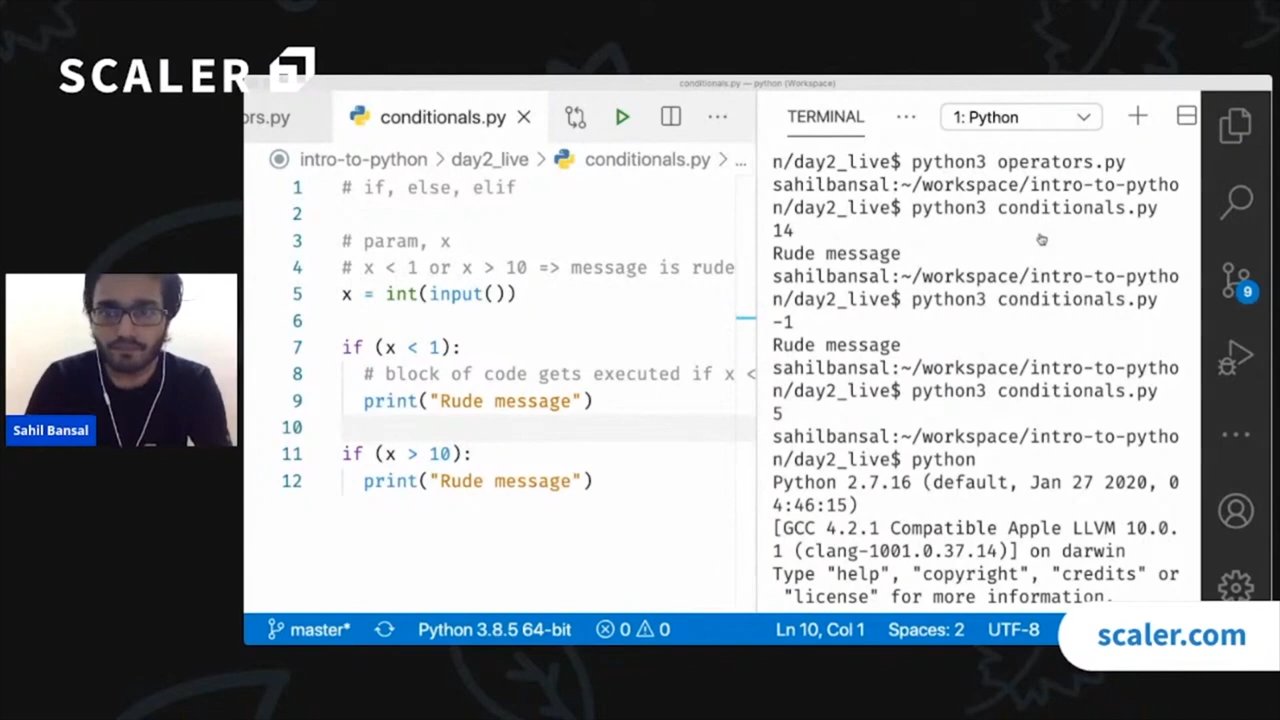 SCALER
conditionals.py — python (Workspace)
ors.py
conditionals.py
TERMINAL
1: Python
intro-to-python > day2_live > conditionals.py > ...
1 # if, else, elif
2
3 # param, x
4 # x < 1 or x > 10 => message is rude
5 x = int(input())
6
7 if (x < 1):
8 # block of code gets executed if x <
9 print("Rude message")
10
11 if (x > 10):
12 print("Rude message")
n/day2_live$ python3 operators.py
sahilbansal:~/workspace/intro-to-pytho
n/day2_live$ python3 conditionals.py
14
Rude message
sahilbansal:~/workspace/intro-to-pytho
n/day2_live$ python3 conditionals.py
-1
Rude message
sahilbansal:~/workspace/intro-to-pytho
n/day2_live$ python3 conditionals.py
5
sahilbansal:~/workspace/intro-to-pytho
n/day2_live$ python
Python 2.7.16 (default, Jan 27 2020, 0
4:46:15)
[GCC 4.2.1 Compatible Apple LLVM 10.0.
1 (clang-1001.0.37.14)] on darwin
Type "help", "copyright", "credits" or
"license" for more information.
9
Sahil Bansal
master* Python 3.8.5 64-bit 0 0 Ln 10, Col 1 Spaces: 2 UTF-8
scaler.com